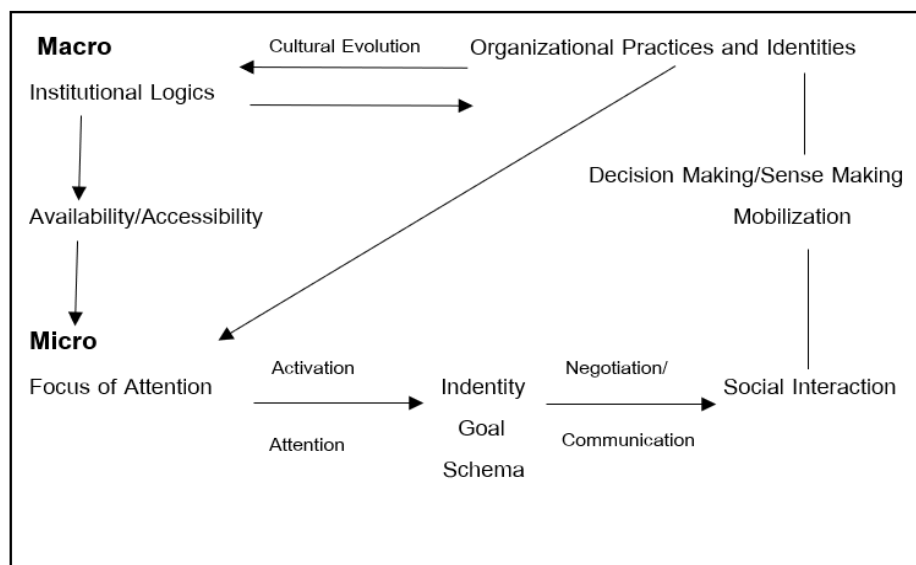 Macro
Cultural Evolution
Organizational Practices and Identities
Institutional Logics
Decision Making/Sense Making
Availability/Accessibility
Mobilization
Micro
Focus of Attention
Activation
Attention
Indentity
Goal
Schema
Negotiation/
Communication
Social Interaction